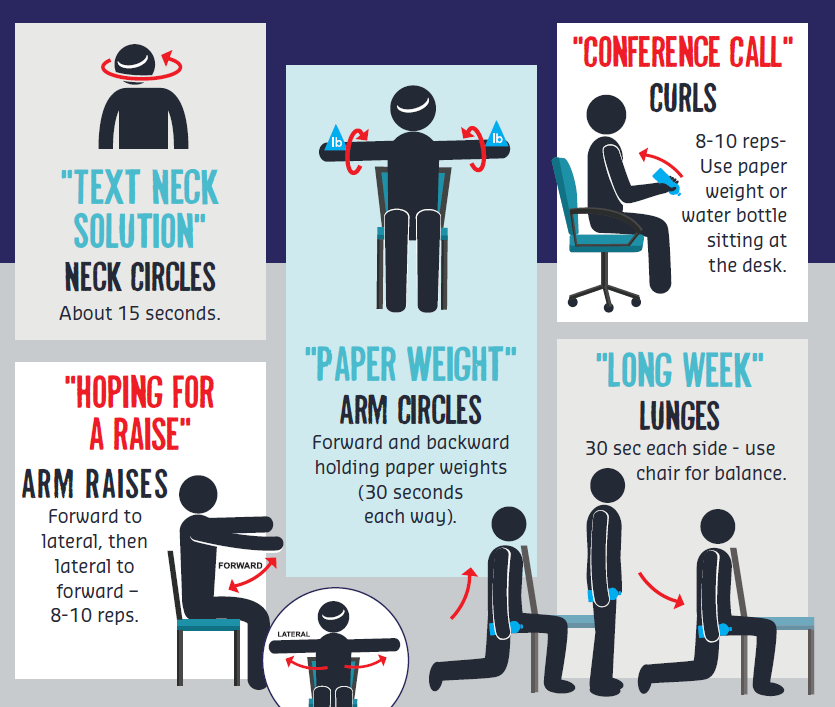 "TEXT NECK
SOLUTION"
NECK CIRCLES
About 15 seconds.
"HOPING FOR
A RAISE"
ARM RAISES
Forward to
lateral, then
lateral to
forward –
8-10 reps.
FORWARD
LATERAL
lb
lb
"PAPER WEIGHT"
ARM CIRCLES
Forward and backward
holding paper weights
(30 seconds
each way).
"CONFERENCE CALL"
CURLS
8-10 reps-
Use paper
weight or
water bottle
sitting at
the desk.
"LONG WEEK"
LUNGES
30 sec each side - use
chair for balance.